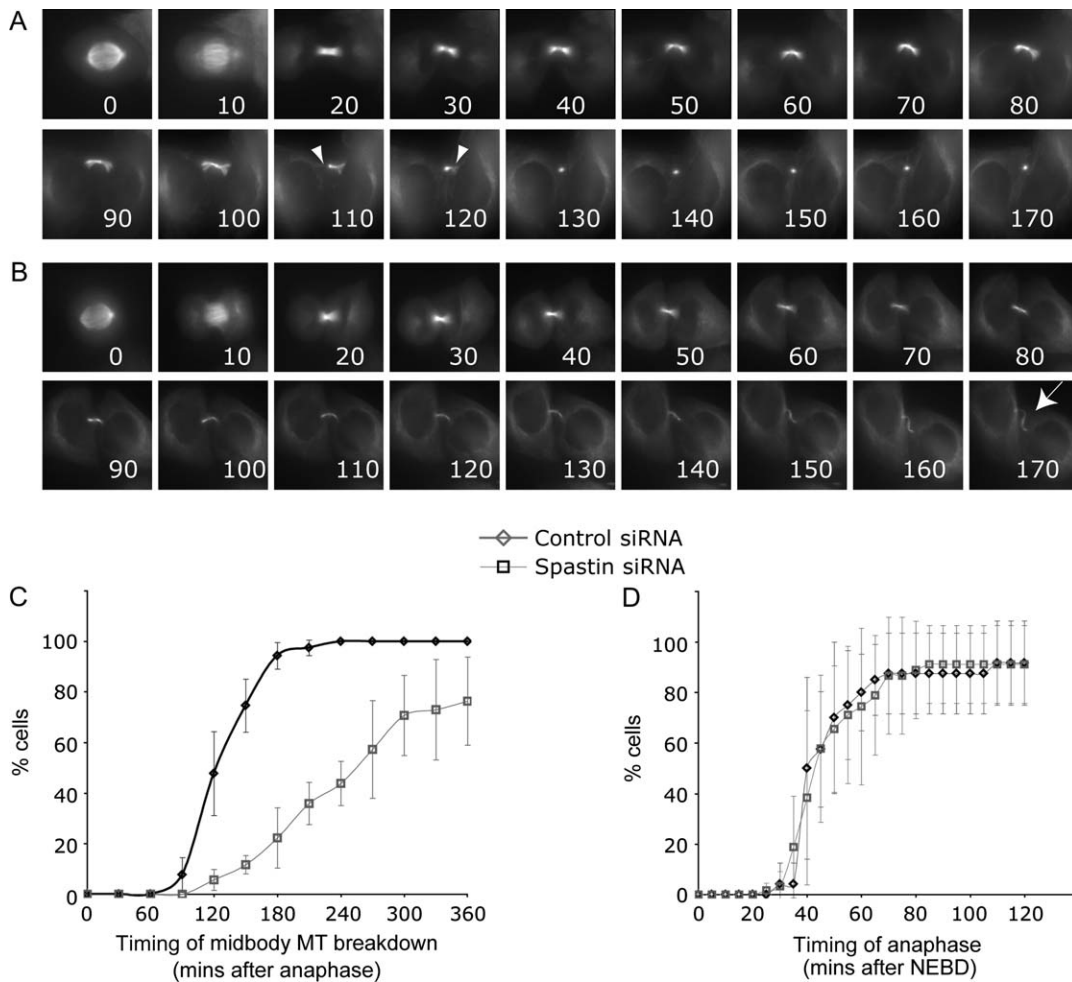 A
0 10 20 30 40 50 60 70 80
90 100 110 120 130 140 150 160 170
B
0 10 20 30 40 50 60 70 80
90 100 110 120 130 140 150 160 170
Control siRNA
Spastin siRNA
C
% cells
100
80
60
40
20
0
0 60 120 180 240 300 360
Timing of midbody MT breakdown
(mins after anaphase)
D
% cells
100
80
60
40
20
0
0 20 40 60 80 100 120
Timing of anaphase
(mins after NEBD)